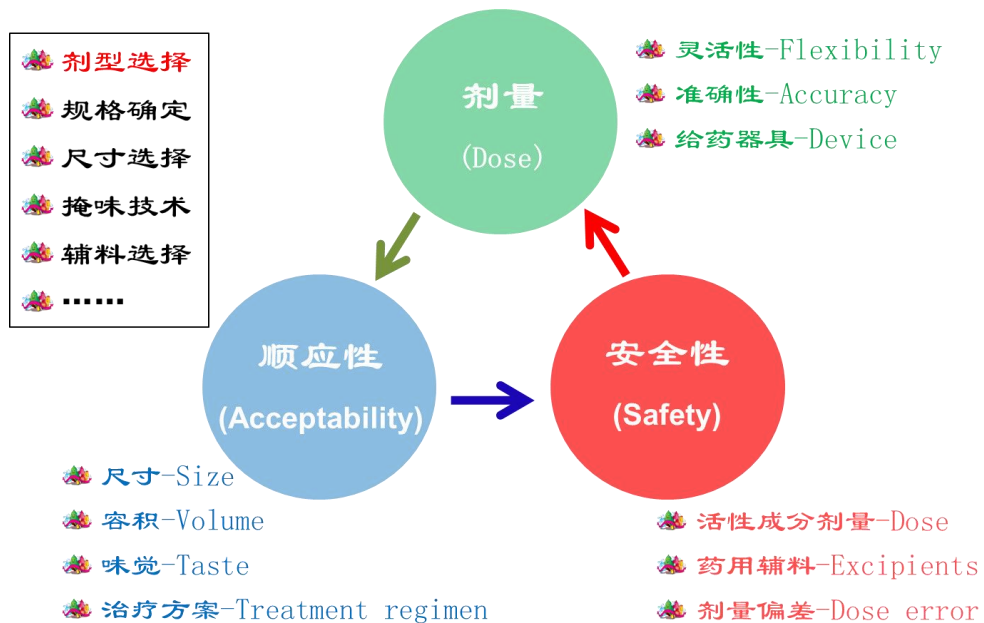 剂型选择
规格确定
尺寸选择
掩味技术
辅料选择
……
剂量
(Dose)
灵活性-Flexibility
准确性-Accuracy
给药器具-Device
顺应性
(Acceptability)
安全性
(Safety)
尺寸-Size
容积-Volume
味觉-Taste
治疗方案-Treatment regimen
活性成分剂量-Dose
药用辅料-Excipients
剂量偏差-Dose error